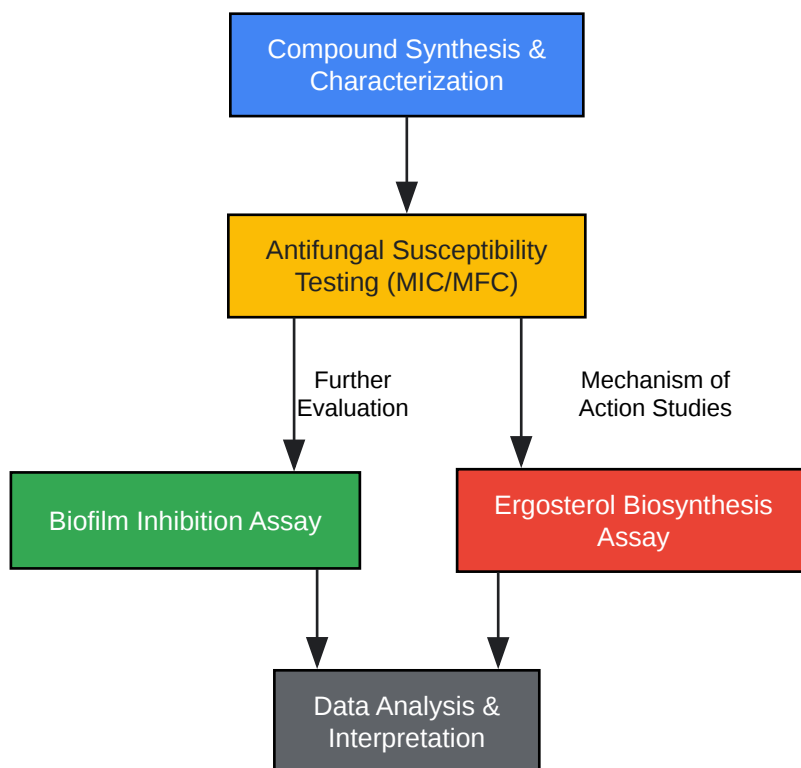 Compound Synthesis &
Characterization
Antifungal Susceptibility
Testing (MIC/MFC)
Further
Evaluation
Mechanism of
Action Studies
Biofilm Inhibition Assay
Ergosterol Biosynthesis
Assay
Data Analysis &
Interpretation